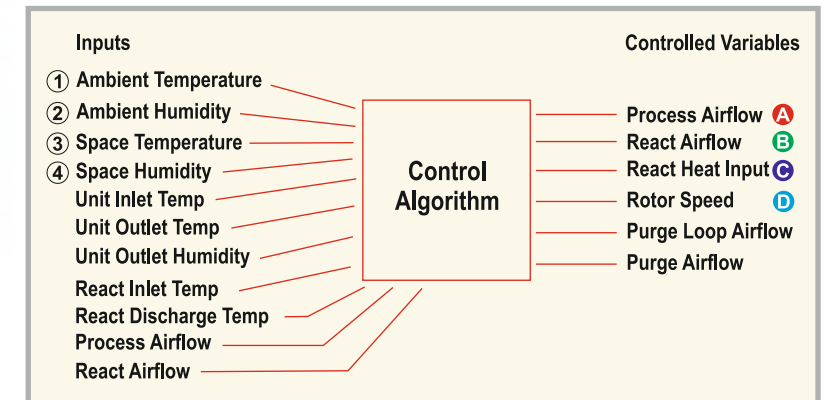 Inputs
Controlled Variables
1 Ambient Temperature
2 Ambient Humidity
3 Space Temperature
4 Space Humidity
Unit Inlet Temp
Unit Outlet Temp
Unit Outlet Humidity
React Inlet Temp
React Discharge Temp
Process Airflow
React Airflow
Control
Algorithm
Process Airflow A
React Airflow B
React Heat Input C
Rotor Speed D
Purge Loop Airflow
Purge Airflow